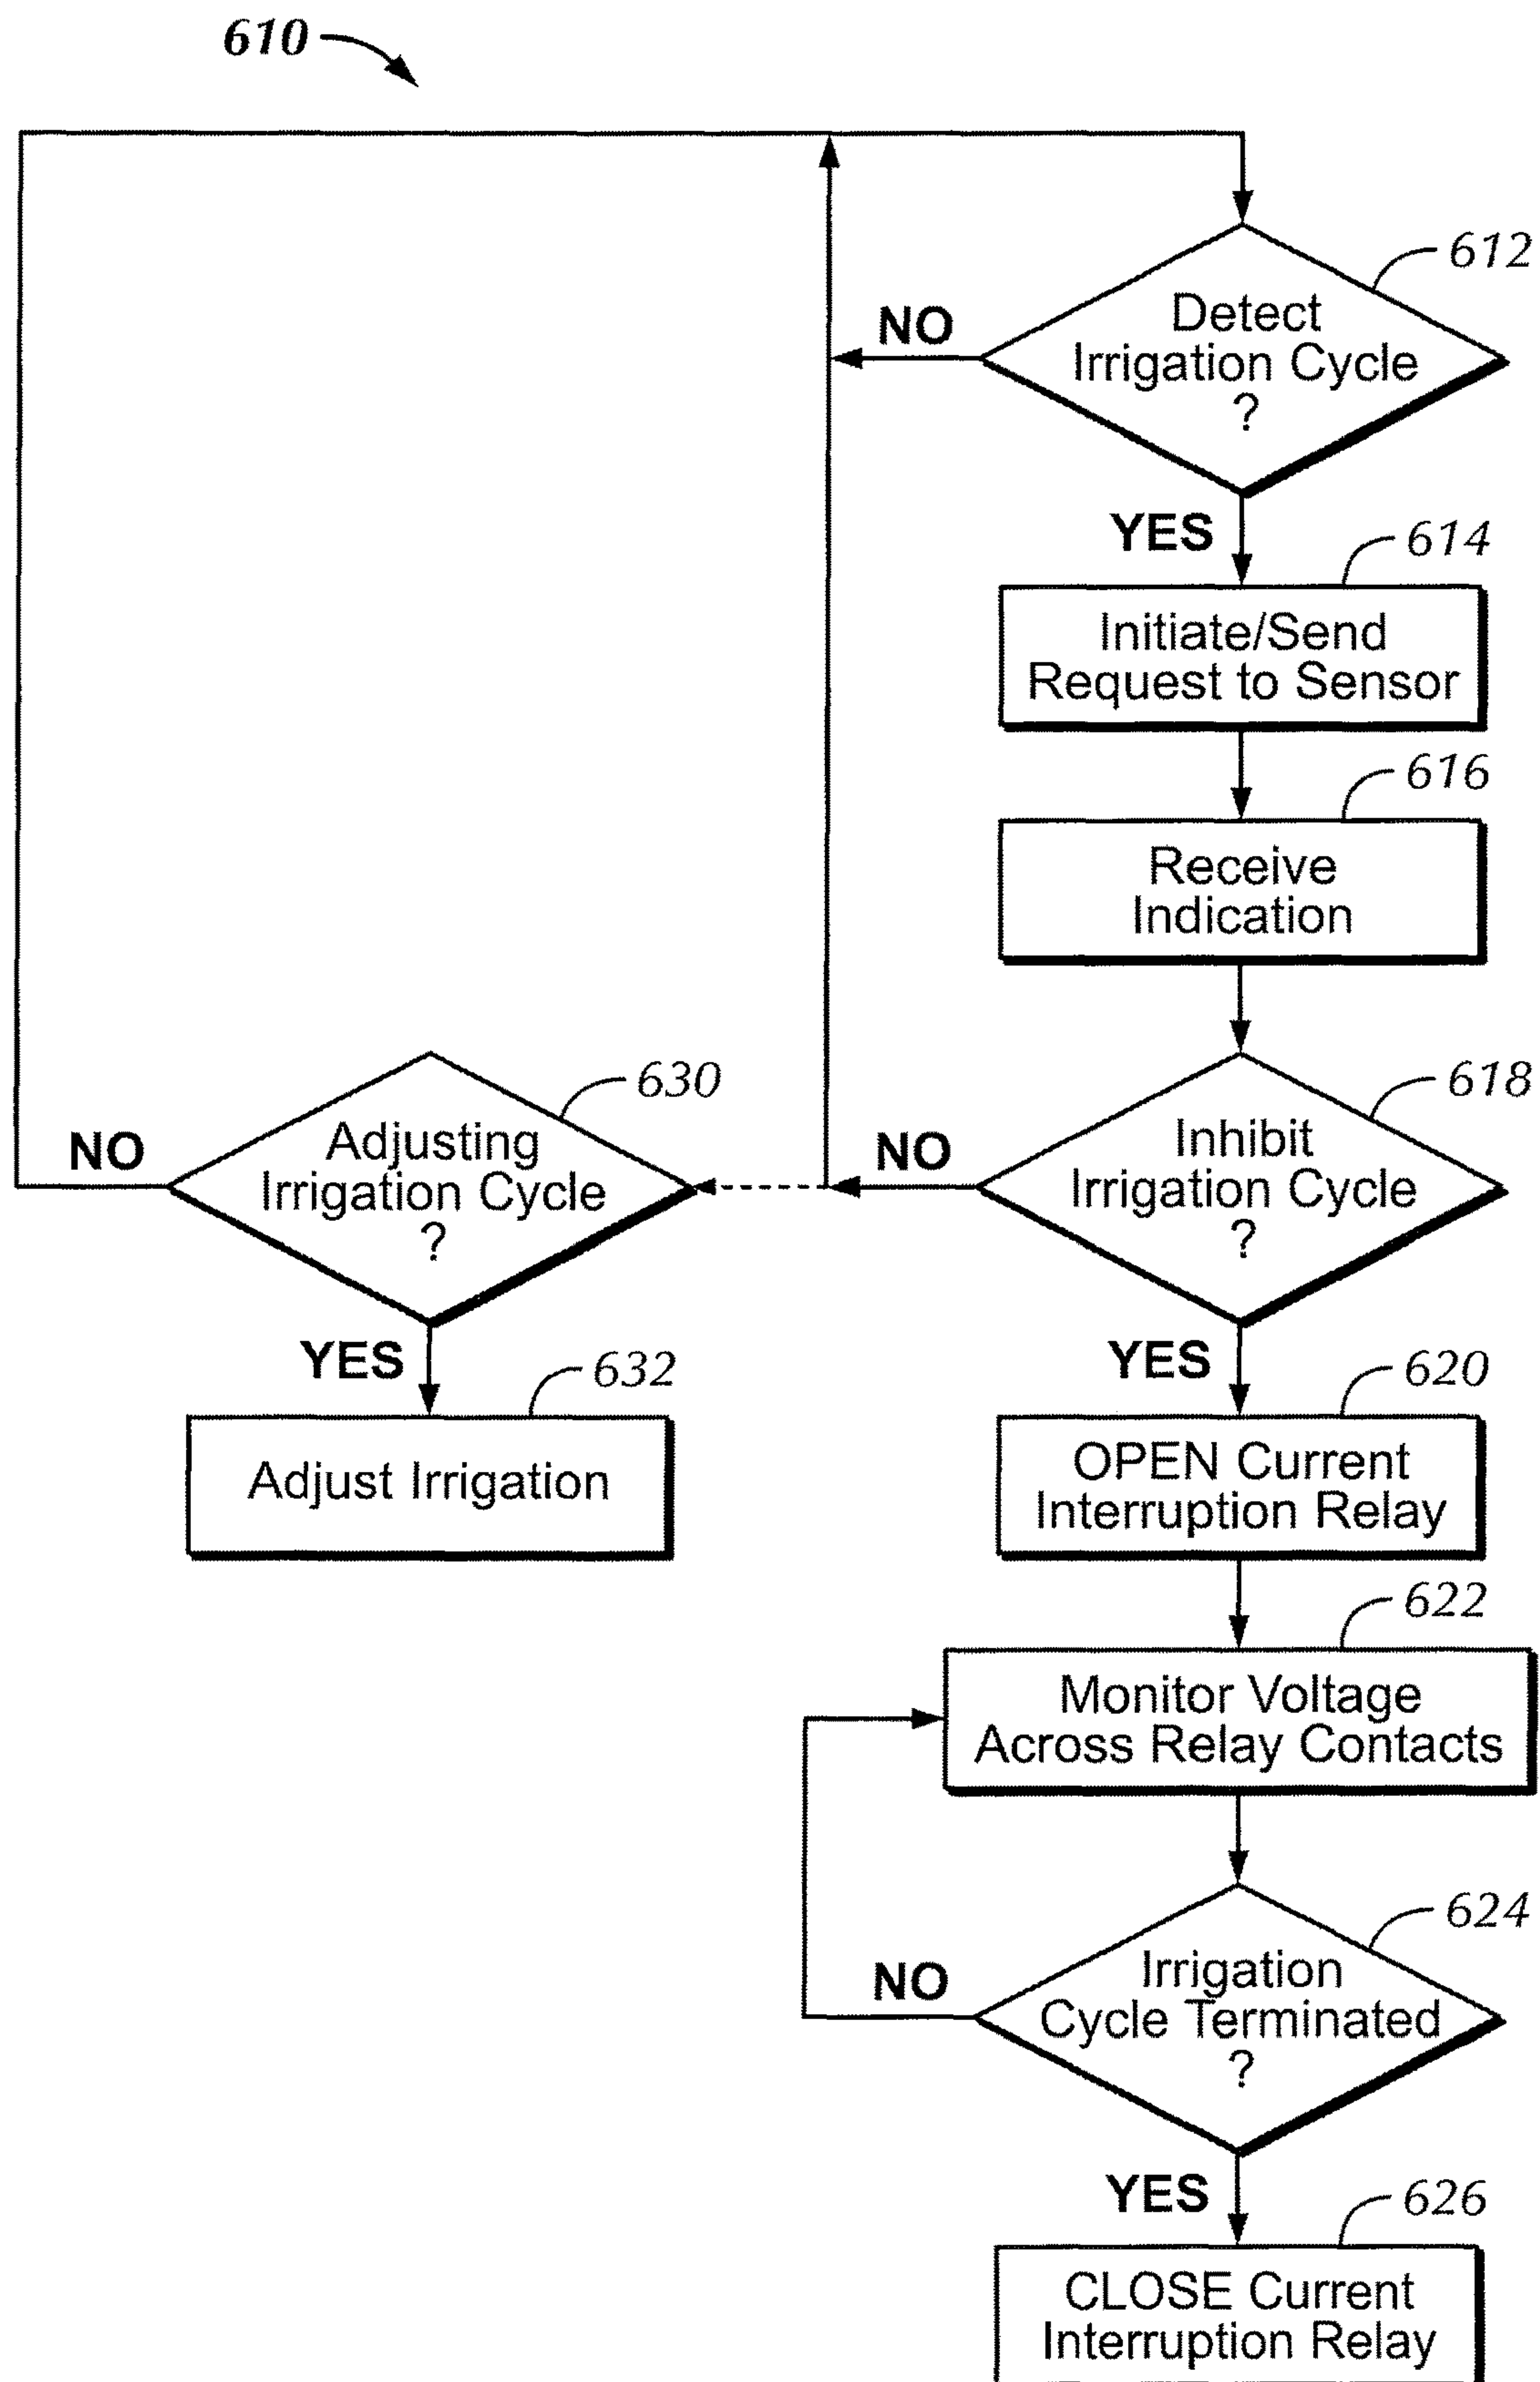 610
612
Detect
Irrigation Cycle
?
NO
YES
614
Initiate/Send
Request to Sensor
616
Receive
Indication
618
Inhibit
Irrigation Cycle
?
NO
630
Adjusting
Irrigation Cycle
?
NO
YES
632
Adjust Irrigation
YES
620
OPEN Current
Interruption Relay
622
Monitor Voltage
Across Relay Contacts
624
Irrigation
Cycle Terminated
?
NO
YES
626
CLOSE Current
Interruption Relay